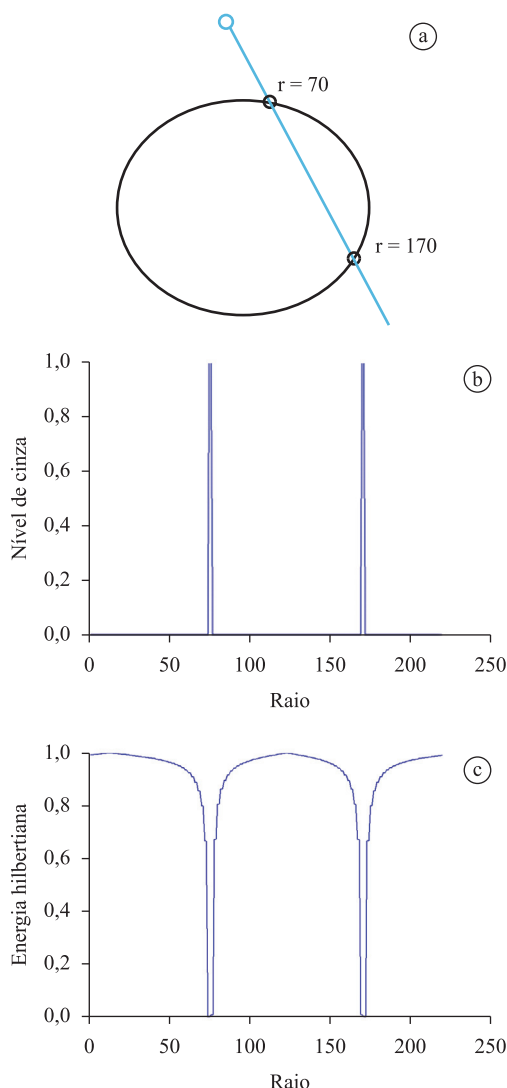 a
r = 70
r = 170
b
1,0
0,8
0,6
0,4
0,2
0,0
Nível de cinza
0 50 100 150 200 250
Raio
c
1,0
0,8
0,6
0,4
0,2
0,0
Energia hilbertiana
0 50 100 150 200 250
Raio